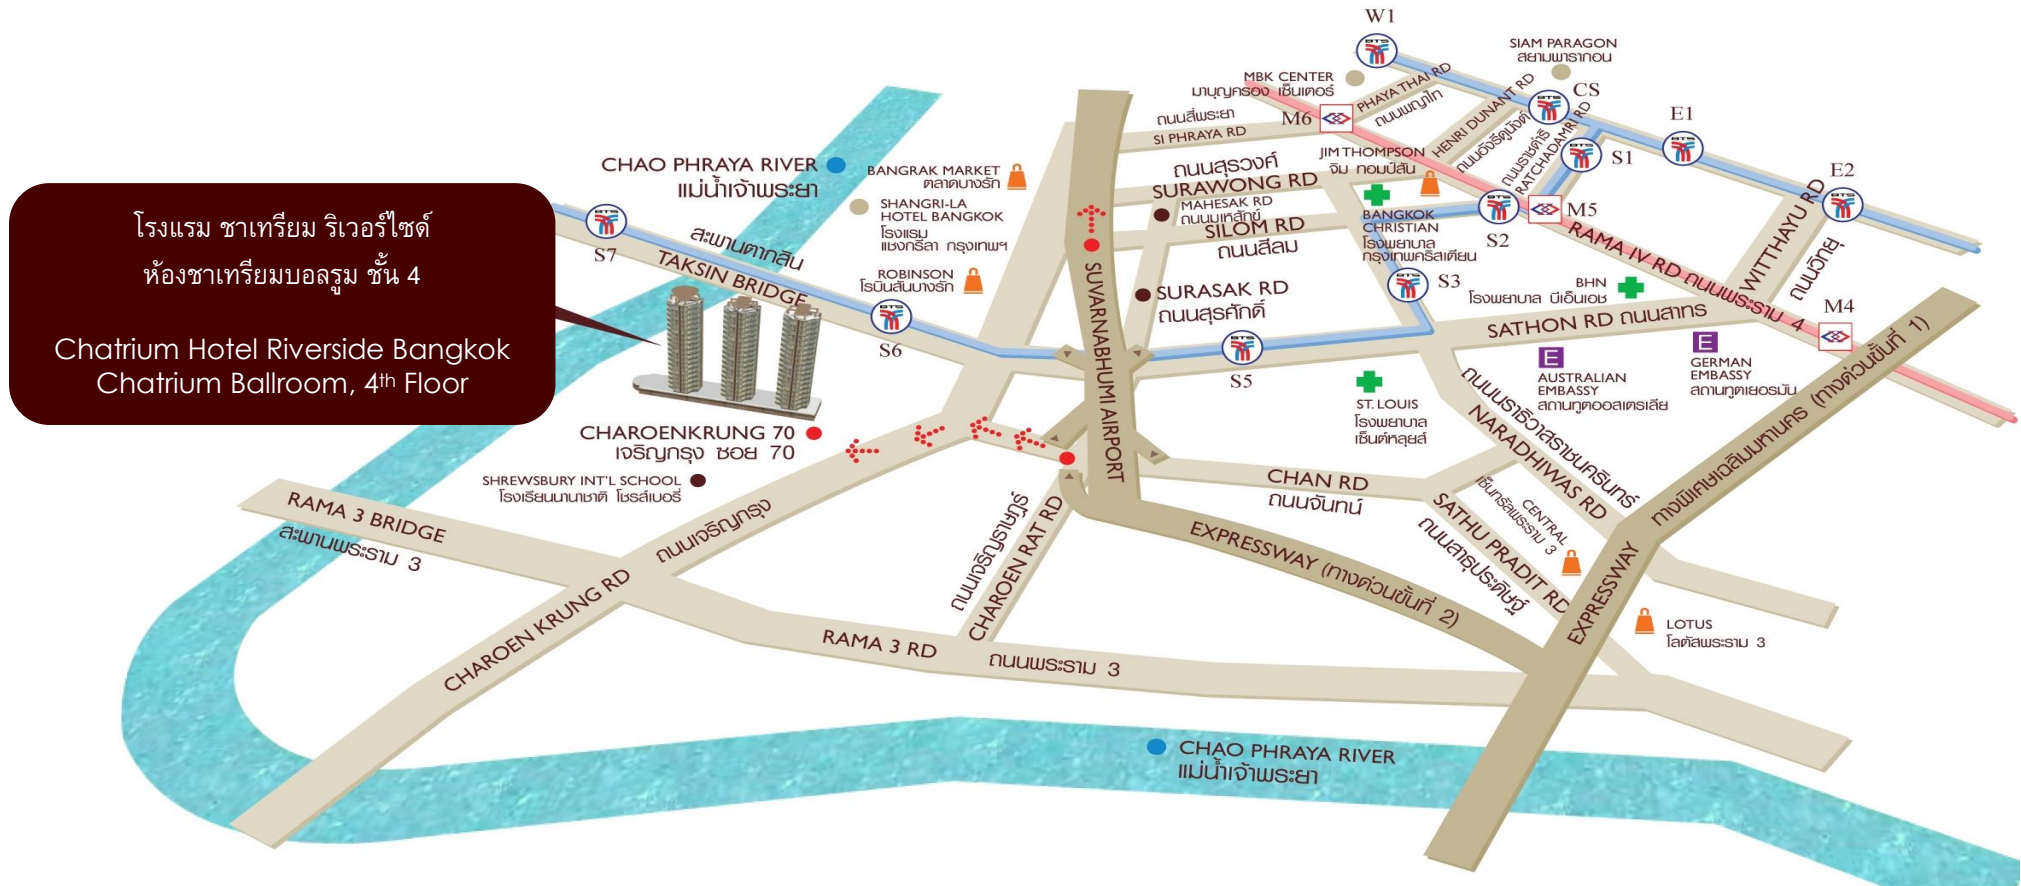 โรงแรม ชาเทรียม ริเวอร์ไซด์
ห้องชาเทรียมบอลรูม ชั้น 4
Chatrium Hotel Riverside Bangkok
Chatrium Ballroom, 4th Floor
W1
BTS
SIAM PARAGON
สยามพารากอน
MBK CENTER
มาบุญครอง เซ็นเตอร์
PHAYA THAI RD
ถนนพญาไท
HENRI DUNANT RD
ถนนอังรีดูนังต์
CS
BTS
RATCHADAMRI RD
ถนนราชดำริ
E1
BTS
S1
BTS
E2
BTS
M6
ถนนสี่พระยา
SI PHRAYA RD
CHAO PHRAYA RIVER
แม่น้ำเจ้าพระยา
BANGRAK MARKET
ตลาดบางรัก
SHANGRI-LA
HOTEL BANGKOK
โรงแรม
แชงกรีลา กรุงเทพฯ
ROBINSON
โรบินสันบางรัก
ถนนสุรวงศ์
SURAWONG RD
JIM THOMPSON
จิม ทอมป์สัน
MAHESAK RD
ถนนมเหสักข์
SILOM RD
ถนนสีลม
BANGKOK
CHRISTIAN
โรงพยาบาล
กรุงเทพคริสเตียน
BTS
S2
M5
RAMA IV RD ถนนพระราม 4
WITTHAYU RD
ถนนวิทยุ
BTS
S7
สะพานตากสิน
TAKSIN BRIDGE
BTS
S6
SUVARNABHUMI AIRPORT
SURASAK RD
ถนนสุรศักดิ์
BTS
S3
BHN
โรงพยาบาล บีเอ็นเอช
SATHON RD ถนนสาทร
M4
BTS
S5
E
AUSTRALIAN
EMBASSY
สถานทูตออสเตรเลีย
E
GERMAN
EMBASSY
สถานทูตเยอรมัน
ST. LOUIS
โรงพยาบาล
เซ็นต์หลุยส์
CHAROENKRUNG 70
เจริญกรุง ซอย 70
SHREWSBURY INT'L SCHOOL
โรงเรียนนานาชาติ โชรส์เบอรี่
RAMA 3 BRIDGE
สะพานพระราม 3
CHAROEN KRUNG RD
ถนนเจริญกรุง
ถนนเจริญราษฎร์
CHAROEN RAT RD
CHAN RD
ถนนจันทน์
ถนนนราธิวาสราชนครินทร์
NARADHIWAS RD
CENTRAL
เซ็นทรัลพระราม 3
SATHU PRADIT RD
ถนนสาธุประดิษฐ์
EXPRESSWAY (ทางด่วนขั้นที่ 2)
EXPRESSWAY
ทางพิเศษเฉลิมมหานคร (ทางด่วนขั้นที่ 1)
LOTUS
โลตัสพระราม 3
RAMA 3 RD
ถนนพระราม 3
CHAO PHRAYA RIVER
แม่น้ำเจ้าพระยา